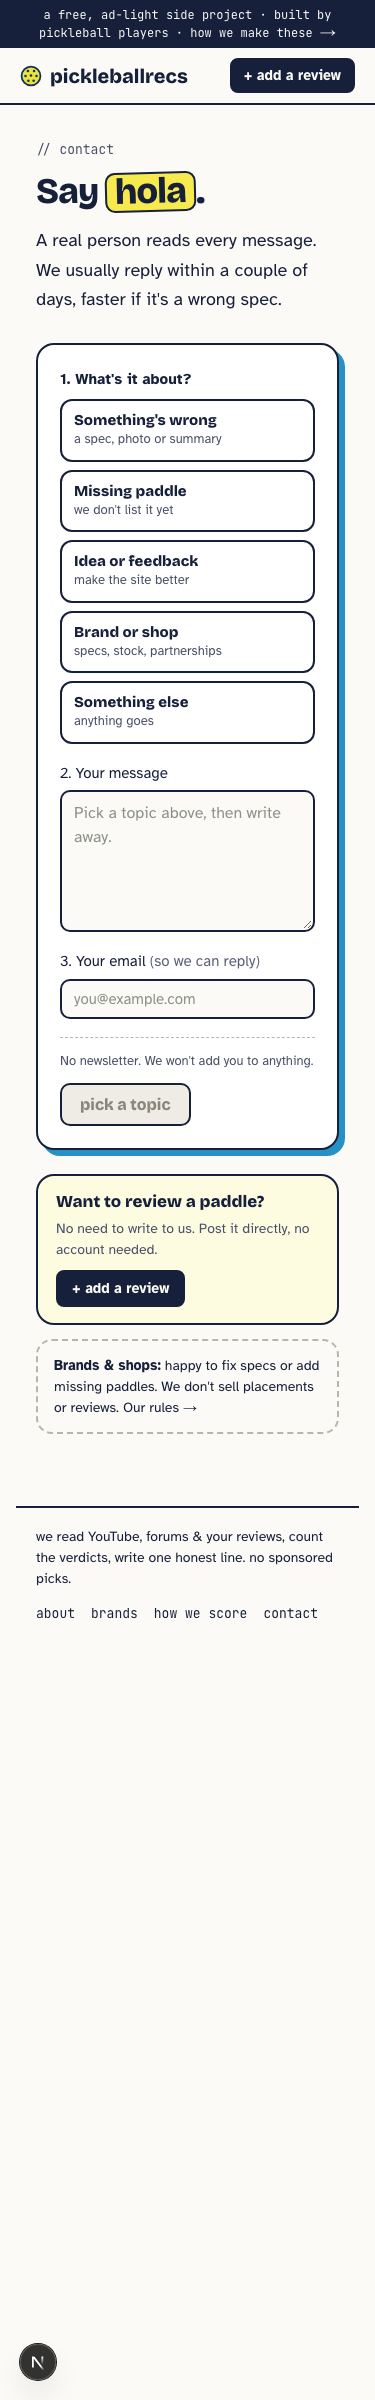 a free, ad-light side project · built by
pickleball players · how we make these →
pickleballrecs
+ add a review
// contact
Say hola.
A real person reads every message.
We usually reply within a couple of
days, faster if it's a wrong spec.
1. What's it about?
Something's wrong
a spec, photo or summary
Missing paddle
we don't list it yet
Idea or feedback
make the site better
Brand or shop
specs, stock, partnerships
Something else
anything goes
2. Your message
Pick a topic above, then write
away.
3. Your email (so we can reply)
you@example.com
No newsletter. We won't add you to anything.
pick a topic
Want to review a paddle?
No need to write to us. Post it directly, no
account needed.
+ add a review
Brands & shops: happy to fix specs or add
missing paddles. We don't sell placements
or reviews. Our rules →
we read YouTube, forums & your reviews, count
the verdicts, write one honest line. no sponsored
picks.
about brands how we score contact
N